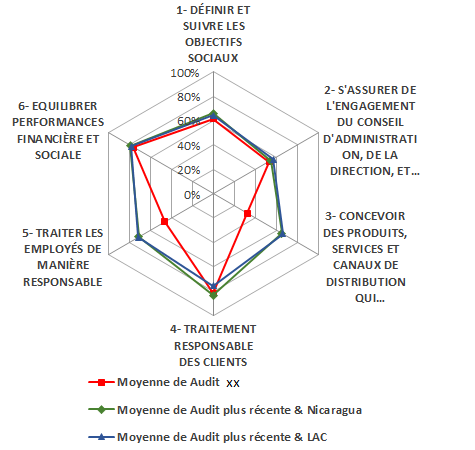 1- DÉFINIR ET
SUIVRE LES
OBJECTIFS
SOCIAUX
100%
80%
60%
40%
20%
0%
2- S'ASSURER DE
L'ENGAGEMENT
DU CONSEIL
D'ADMINISTRATI
ON, DE LA
DIRECTION, ET…
3- CONCEVOIR
DES PRODUITS,
SERVICES ET
CANAUX DE
DISTRIBUTION
QUI…
4- TRAITEMENT
RESPONSABLE
DES CLIENTS
5- TRAITER LES
EMPLOYÉS DE
MANIÈRE
RESPONSABLE
6- EQUILIBRER
PERFORMANCES
FINANCIÈRE ET
SOCIALE
Moyenne de Audit xx
Moyenne de Audit plus récente & Nicaragua
Moyenne de Audit plus récente & LAC